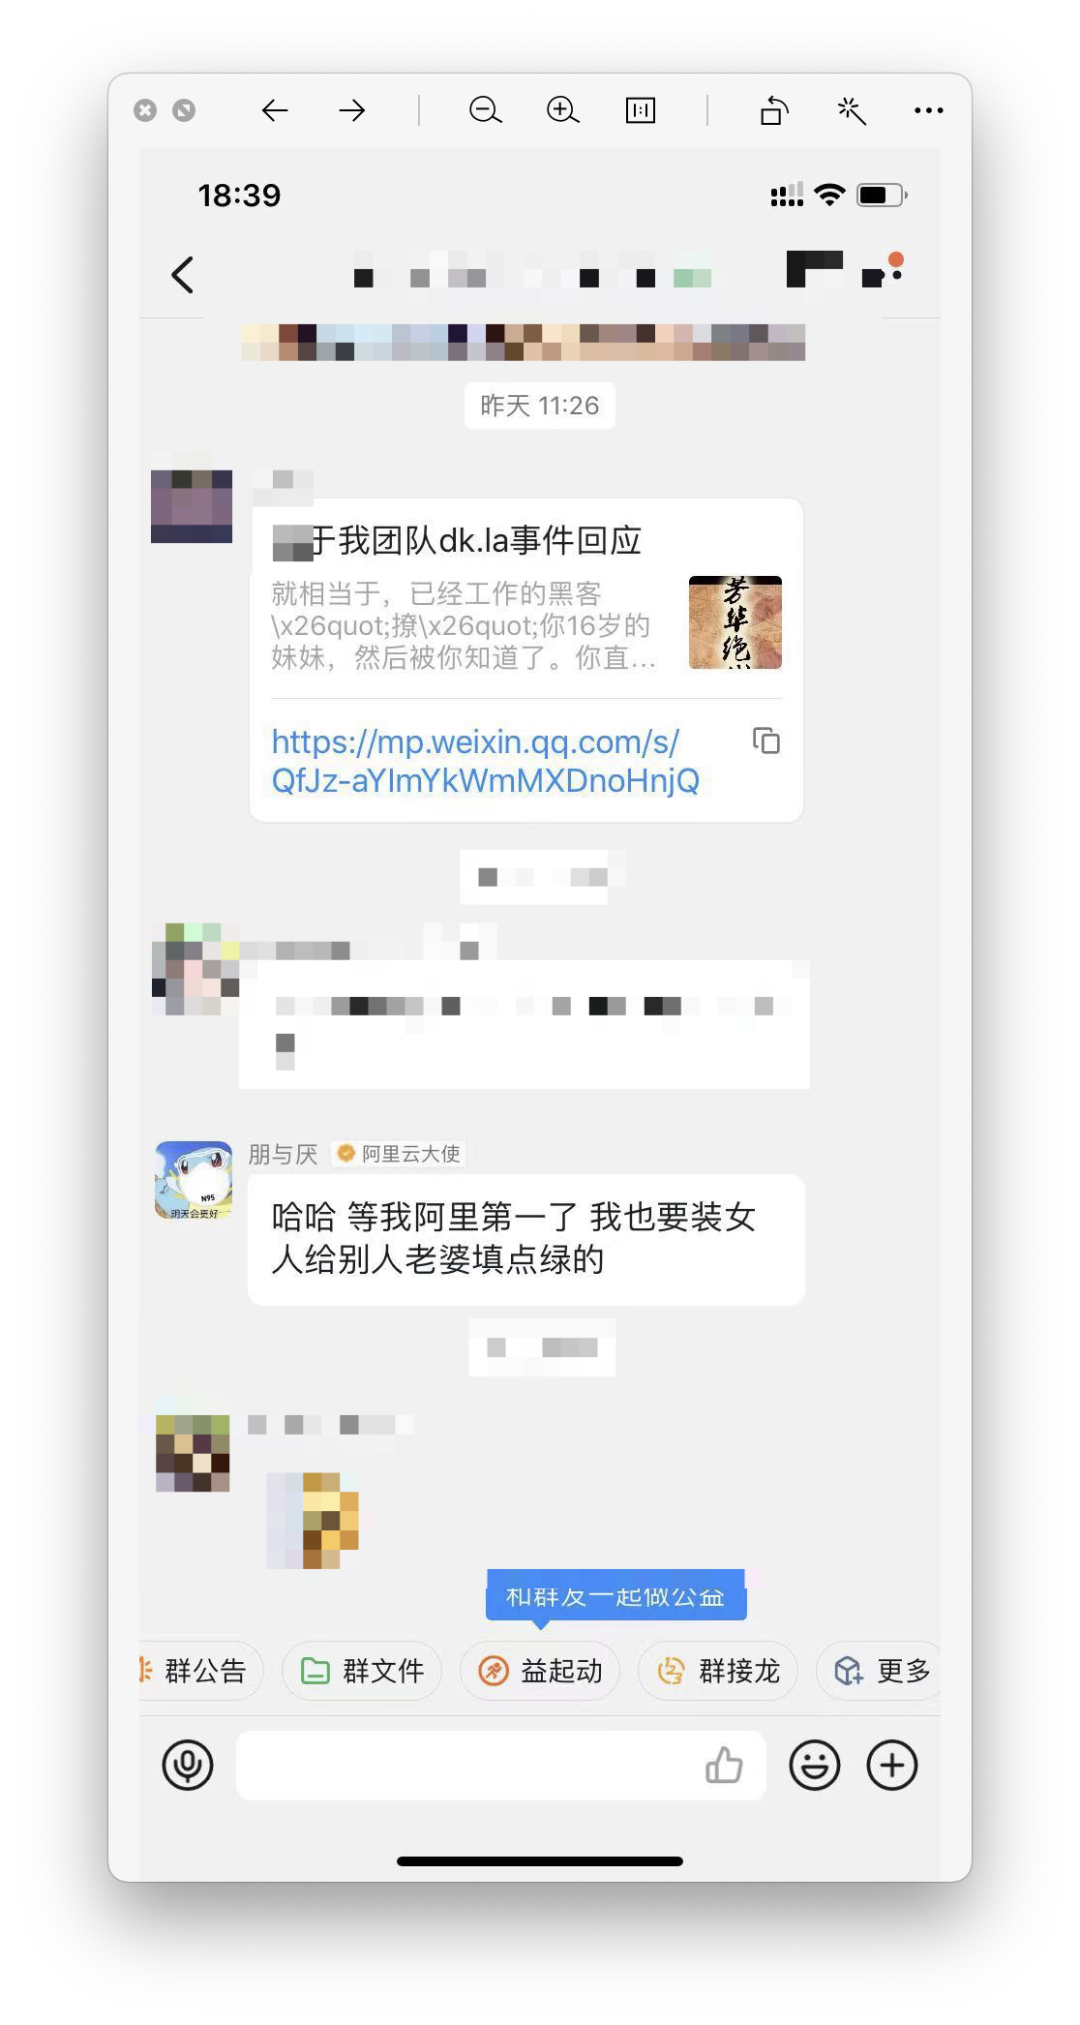 18:39
昨天 11:26
于我团队dk.la事件回应
就相当于，已经工作的黑客
\x26quot;撩\x26quot;你16岁的
妹妹，然后被你知道了。你直...
芳华绝
https://mp.weixin.qq.com/s/
QfJz-aYlmYkWmMXDnoHnjQ
朋与厌 阿里云大使
N95
明天会更好
哈哈 等我阿里第一了 我也要装女
人给别人老婆填点绿的
和群友一起做公益
群公告 群文件 益起动 群接龙 更多